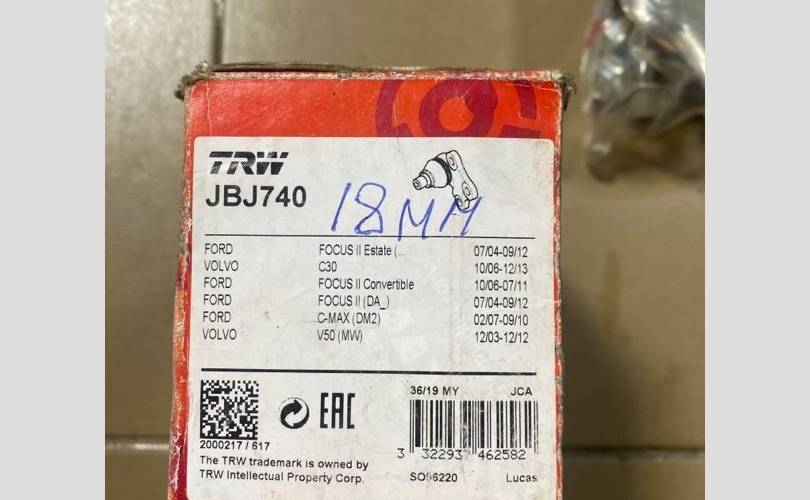 TRW
JBJ740
18MM
FORD FOCUS II Estate (... 07/04-09/12
VOLVO C30 10/06-12/13
FORD FOCUS II Convertible 10/06-07/11
FORD FOCUS II (DA_) 07/04-09/12
FORD C-MAX (DM2) 02/07-09/10
VOLVO V50 (MW) 12/03-12/12
36/19 MY JCA
EAC
2000217 / 617
3 32293 462582
The TRW trademark is owned by
TRW Intellectual Property Corp.
Lucas